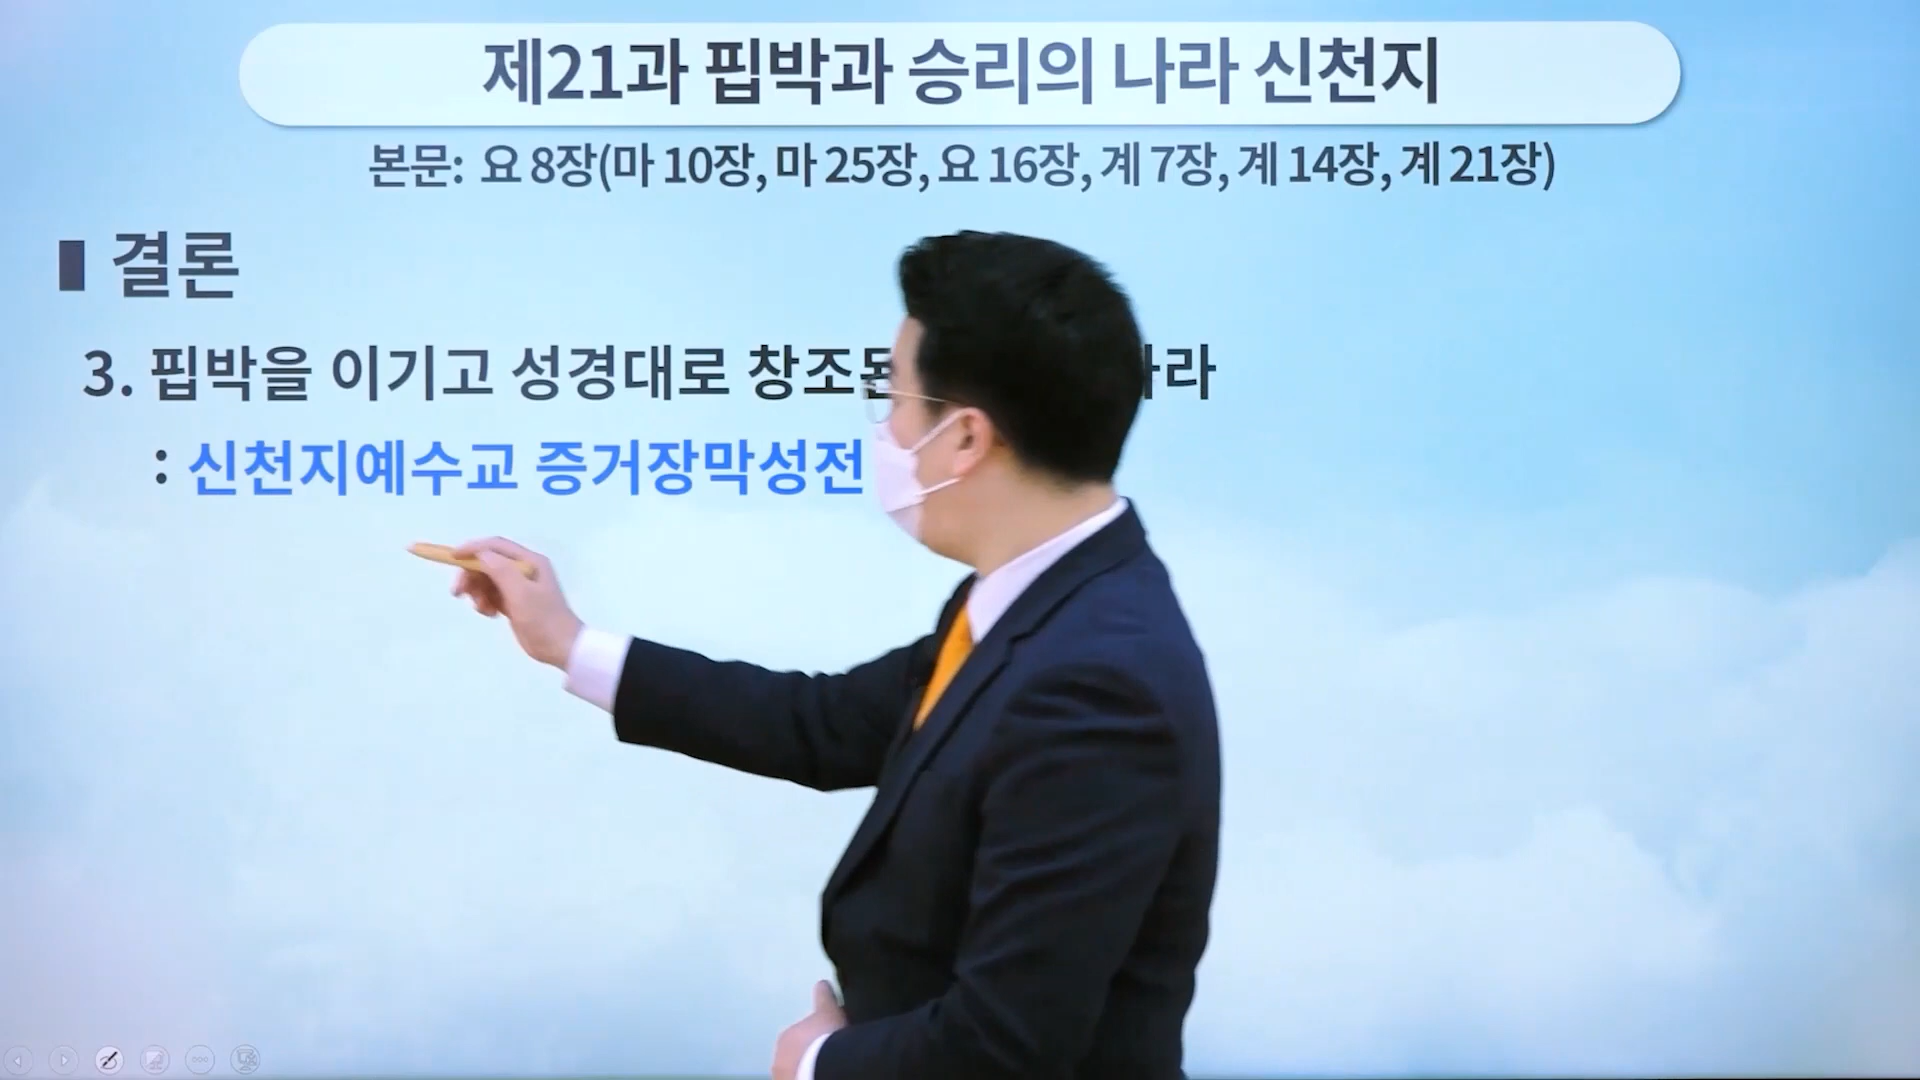 제21과 핍박과 승리의 나라 신천지
본문: 요 8장(마 10장, 마 25장, 요 16장, 계 7장, 계 14장, 계 21장)
결론
3. 핍박을 이기고 성경대로 창조된
: 신천지예수교 증거장막성전